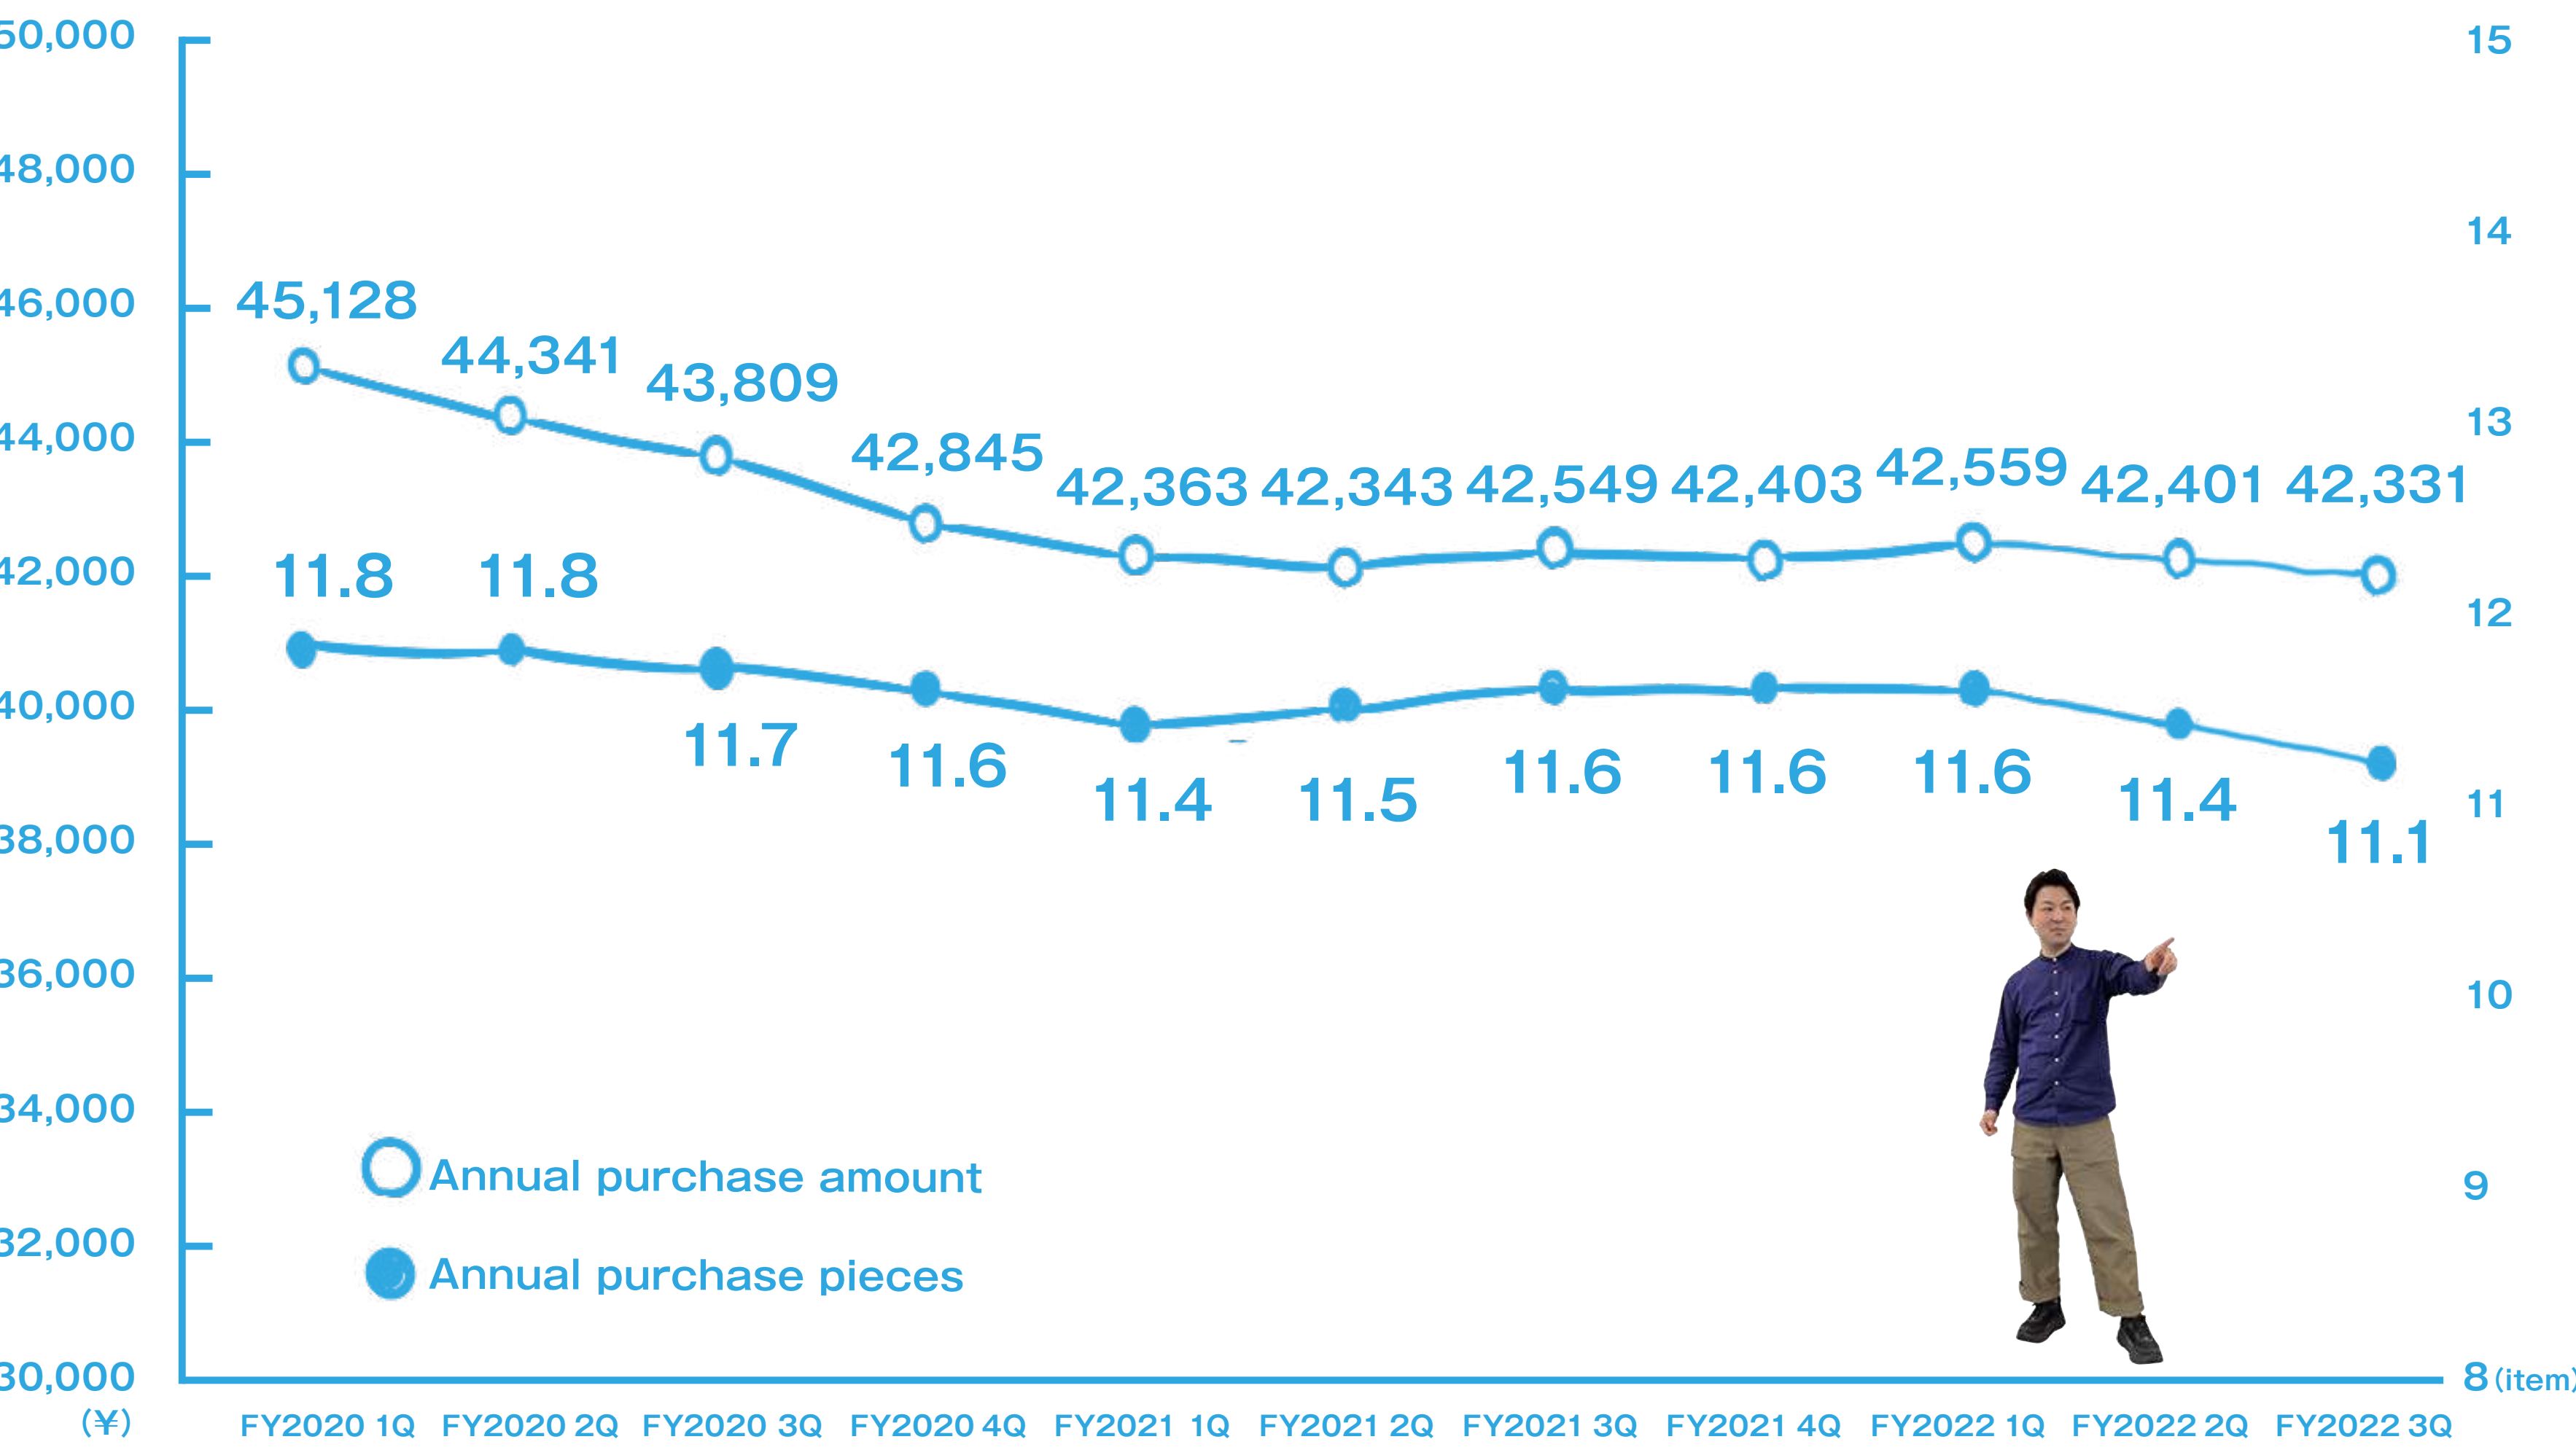 50,000
48,000
46,000
44,000
42,000
40,000
38,000
36,000
34,000
32,000
30,000
(¥)
45,128
44,341
43,809
42,845
42,363
42,343
42,549
42,403
42,559
42,401
42,331
11.8
11.8
11.7
11.6
11.4
11.5
11.6
11.6
11.6
11.4
11.1
Annual purchase amount
Annual purchase pieces
15
14
13
12
11
10
9
8 (item)
FY2020 1Q
FY2020 2Q
FY2020 3Q
FY2020 4Q
FY2021 1Q
FY2021 2Q
FY2021 3Q
FY2021 4Q
FY2022 1Q
FY2022 2Q
FY2022 3Q